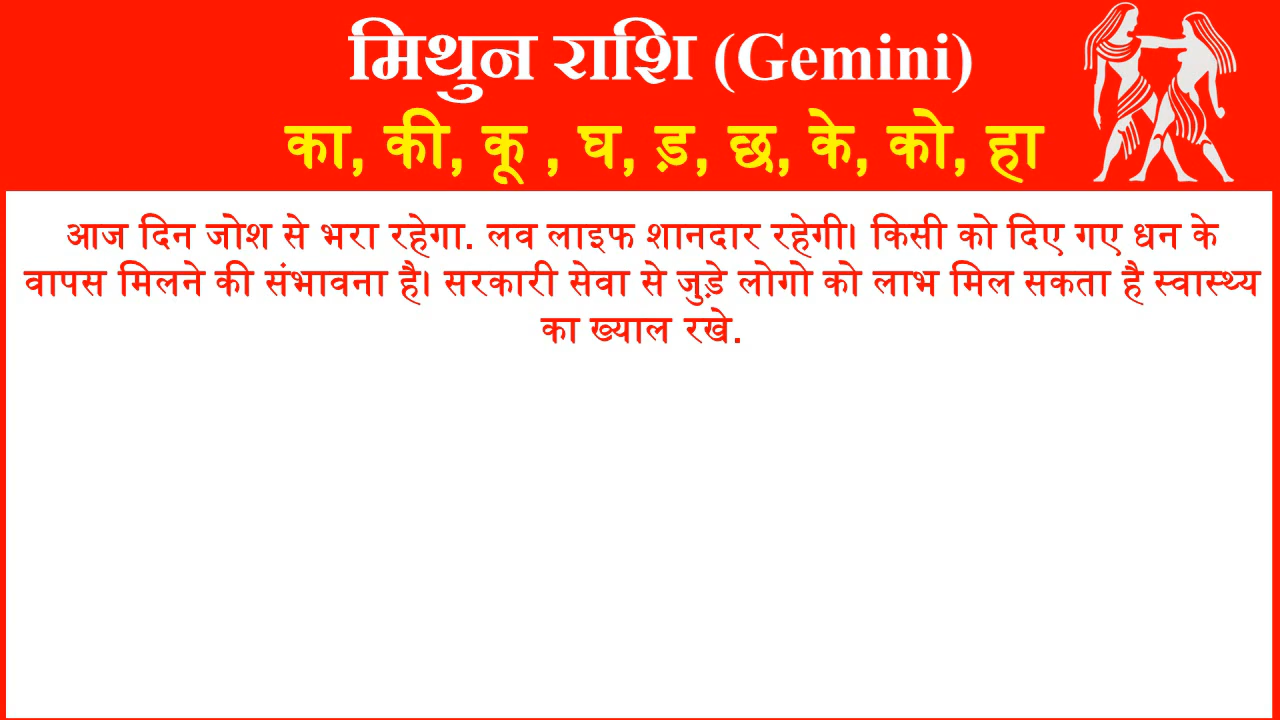 मिथुन राशि (Gemini)
का, की, कू , घ, ड़, छ, के, को, हा
आज दिन जोश से भरा रहेगा. लव लाइफ शानदार रहेगी। किसी को दिए गए धन के
वापस मिलने की संभावना है। सरकारी सेवा से जुड़े लोगो को लाभ मिल सकता है स्वास्थ्य
का ख्याल रखे.